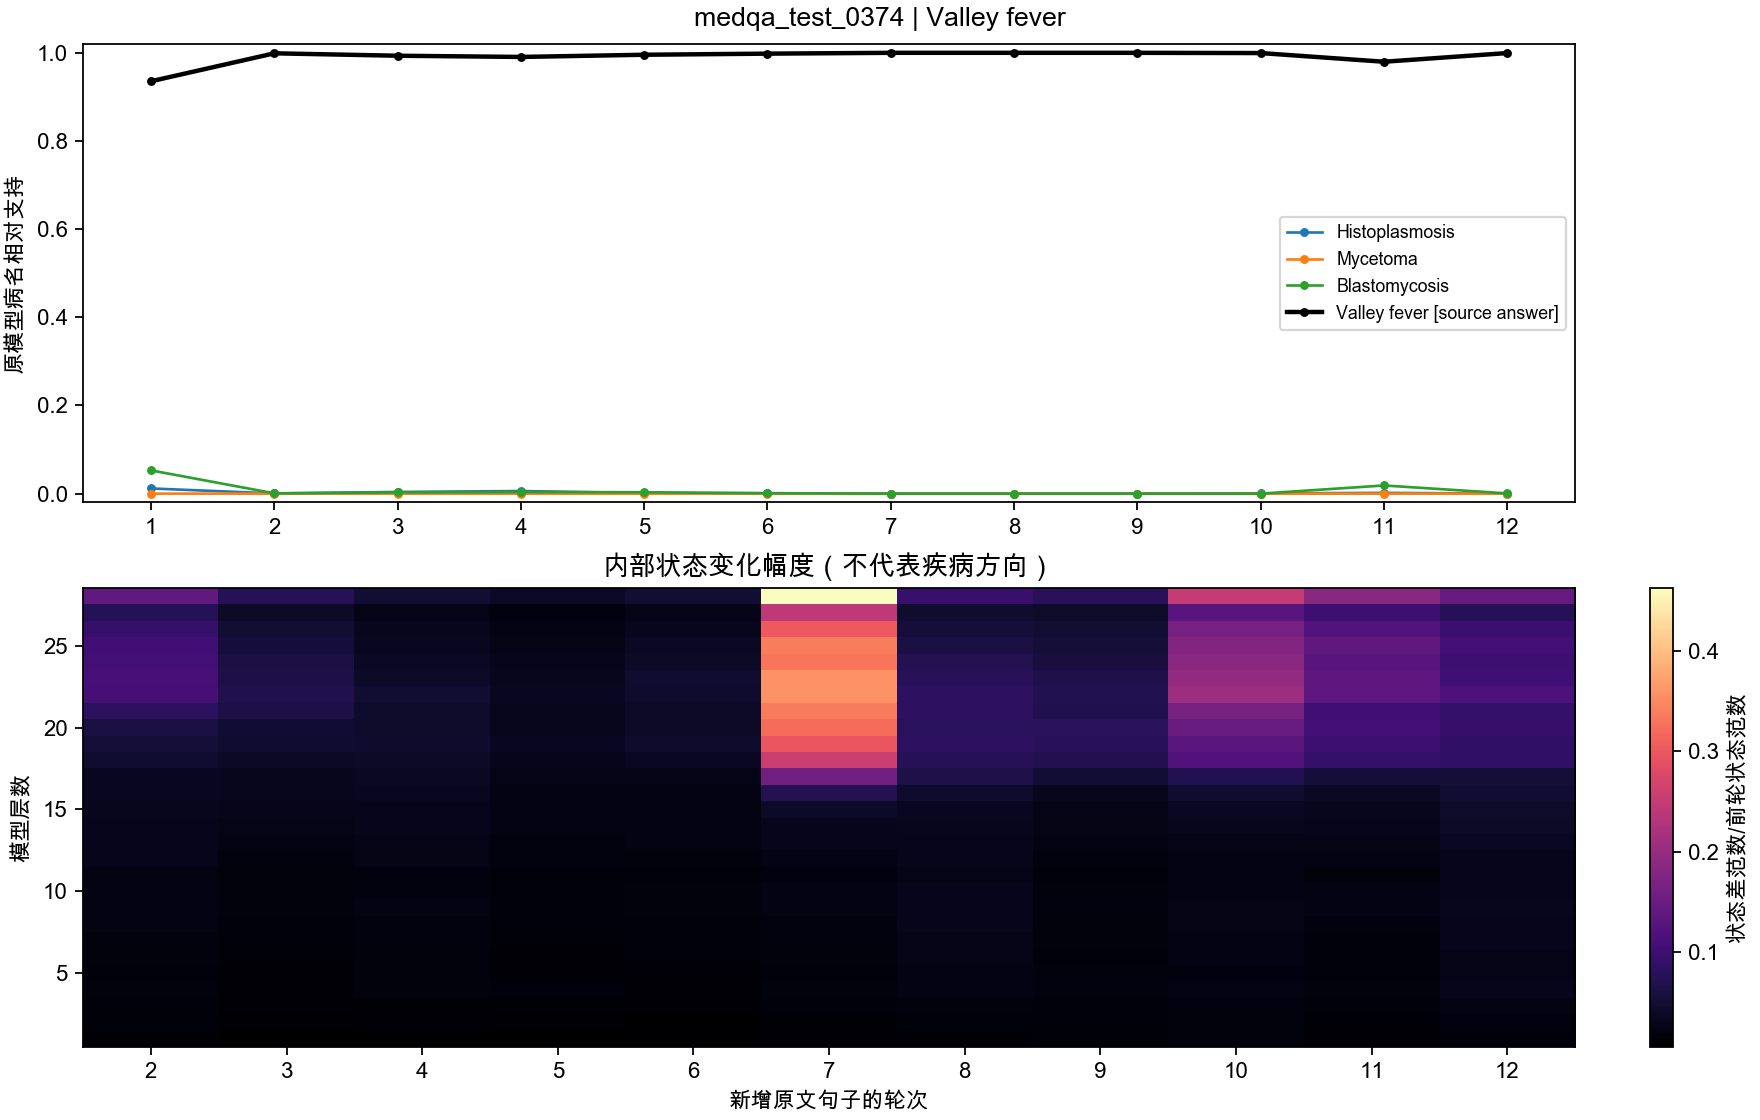 medqa_test_0374 | Valley fever
原模型病名相对支持
1.0
0.8
0.6
0.4
0.2
0.0
Histoplasmosis
Mycetoma
Blastomycosis
Valley fever [source answer]
1 2 3 4 5 6 7 8 9 10 11 12
内部状态变化幅度（不代表疾病方向）
模型层数
25
20
15
10
5
2 3 4 5 6 7 8 9 10 11 12
新增原文句子的轮次
0.4
0.3
0.2
0.1
状态差范数/前轮状态范数